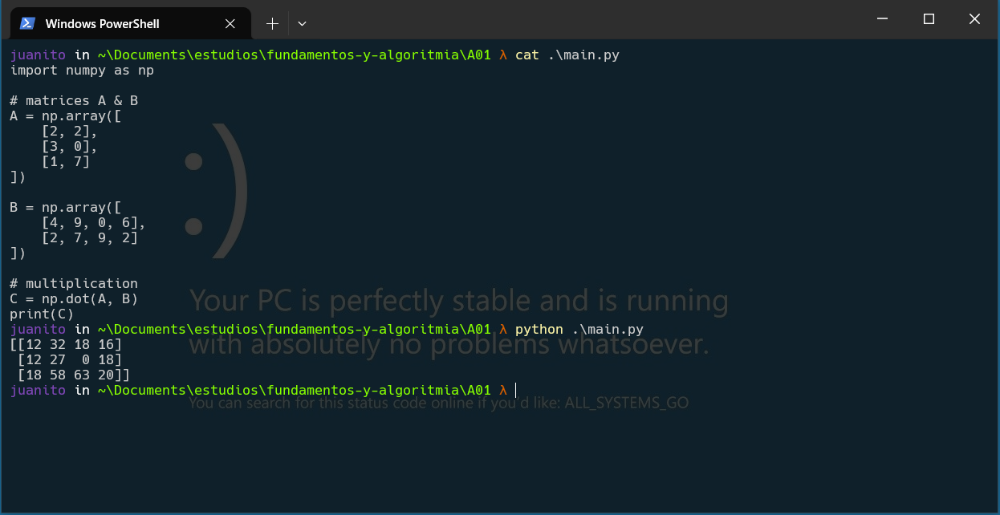 Windows PowerShell
juanito in ~\Documents\estudios\fundamentos-y-algoritmia\A01 λ cat .\main.py
import numpy as np
# matrices A & B
A = np.array([
    [2, 2],
    [3, 0],
    [1, 7]
])
B = np.array([
    [4, 9, 0, 6],
    [2, 7, 9, 2]
])
# multiplication
C = np.dot(A, B)
print(C)
juanito in ~\Documents\estudios\fundamentos-y-algoritmia\A01 λ python .\main.py
[[12 32 18 16]
 [12 27  0 18]
 [18 58 63 20]]
juanito in ~\Documents\estudios\fundamentos-y-algoritmia\A01 λ
:)
Your PC is perfectly stable and is running
with absolutely no problems whatsoever.
You can search for this status code online if you'd like: ALL_SYSTEMS_GO